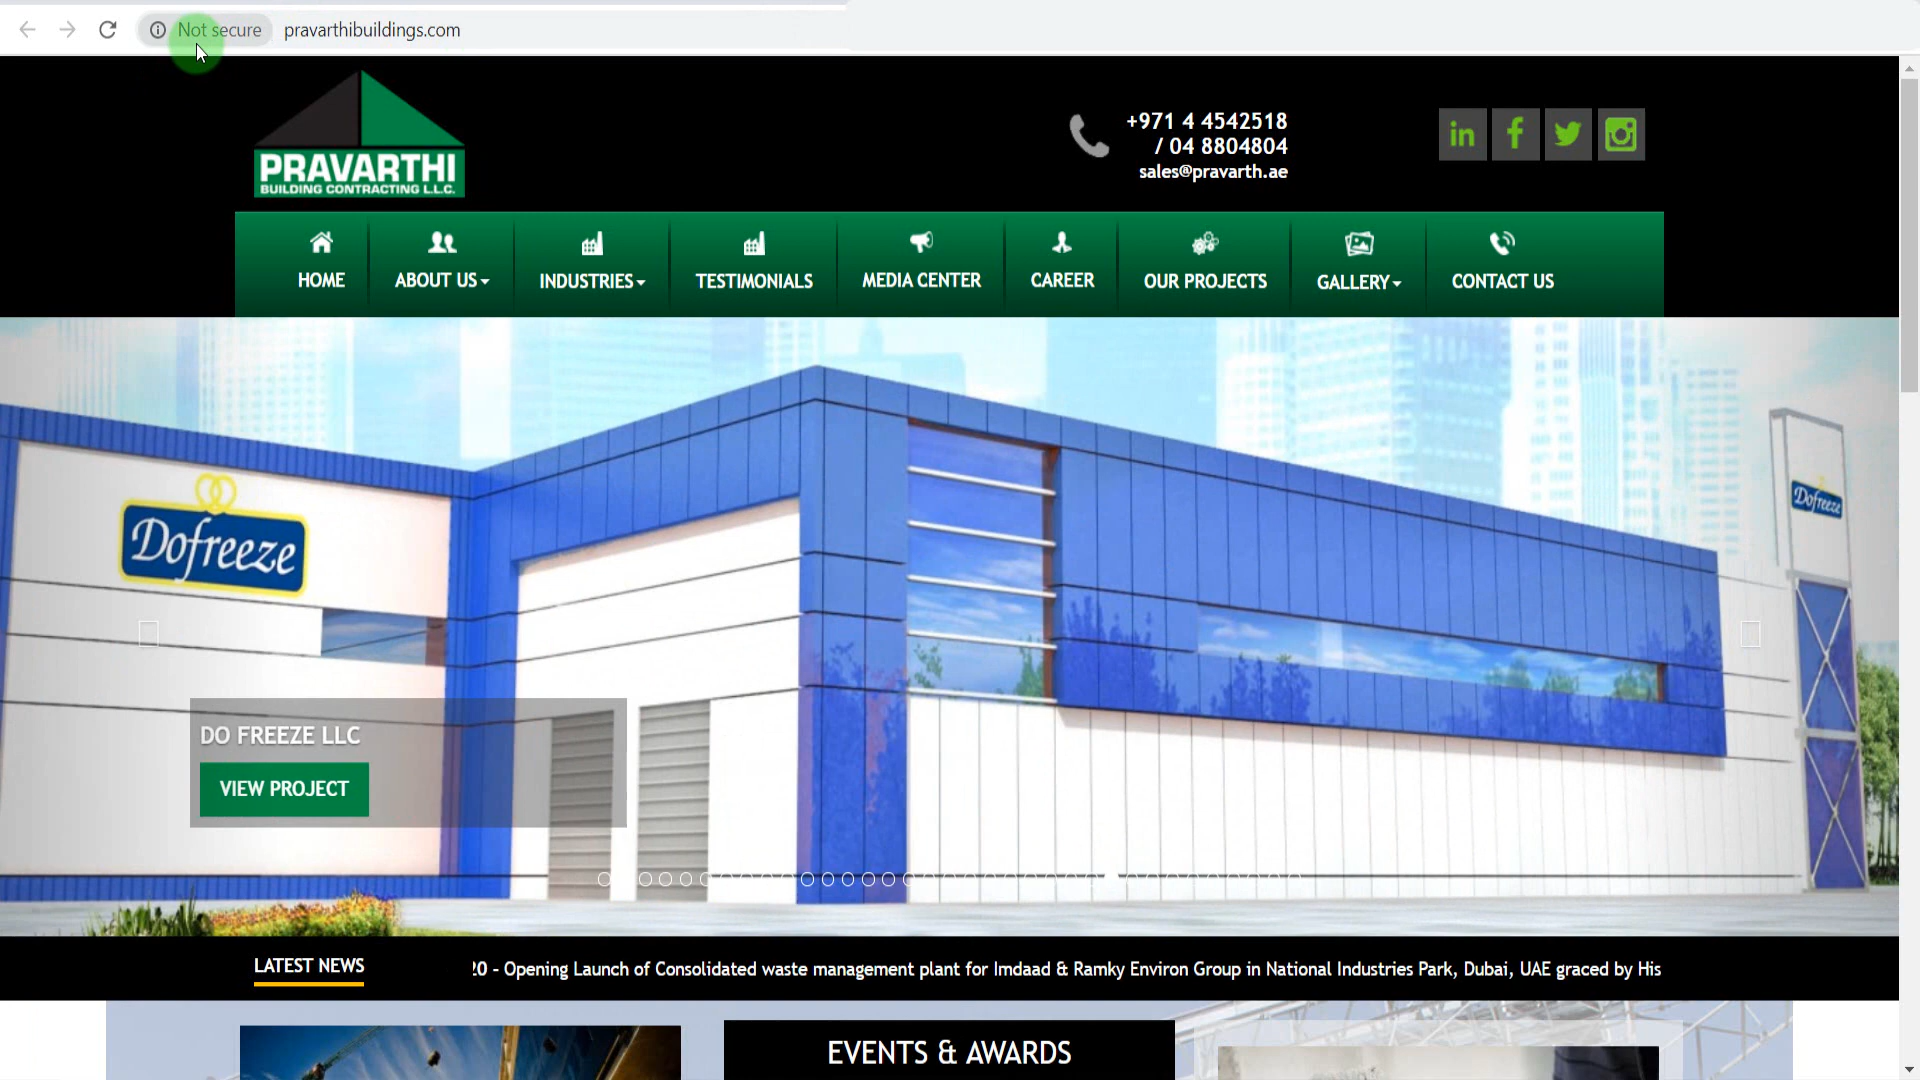 Not secure pravarthibuildings.com
PRAVARTHI
BUILDING CONTRACTING L.L.C.
+971 4 4542518
/ 04 8804804
sales@pravarth.ae
HOME ABOUT US INDUSTRIES TESTIMONIALS MEDIA CENTER CAREER OUR PROJECTS GALLERY CONTACT US
Dofreeze
Dofreeze
DO FREEZE LLC
VIEW PROJECT
LATEST NEWS
20 - Opening Launch of Consolidated waste management plant for Imdaad & Ramky Environ Group in National Industries Park, Dubai, UAE graced by His
EVENTS & AWARDS